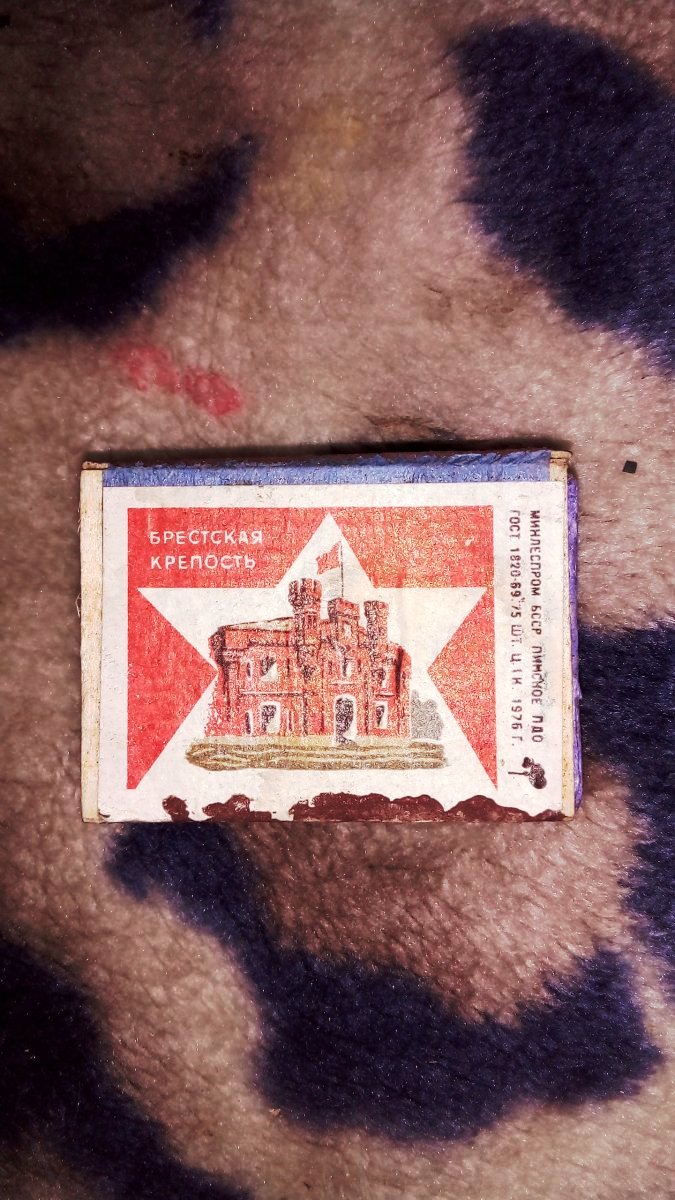 БРЕСТСКАЯ
КРЕПОСТЬ
МИНЛЕСПРОМ БССР ПИНСКОЕ ПДО
ГОСТ 1820-69. 75 ШТ. Ц. 1 К. 1976 Г.